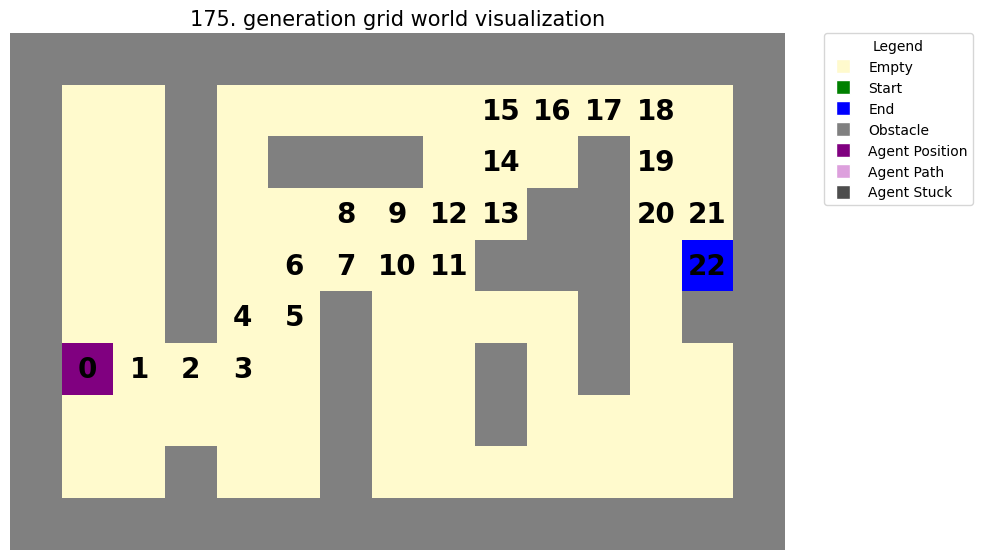 175. generation grid world visualization
15 16 17 18
14 19
8 9 12 13 20 21
6 7 10 11 22
4 5
0 1 2 3
Legend
Empty
Start
End
Obstacle
Agent Position
Agent Path
Agent Stuck